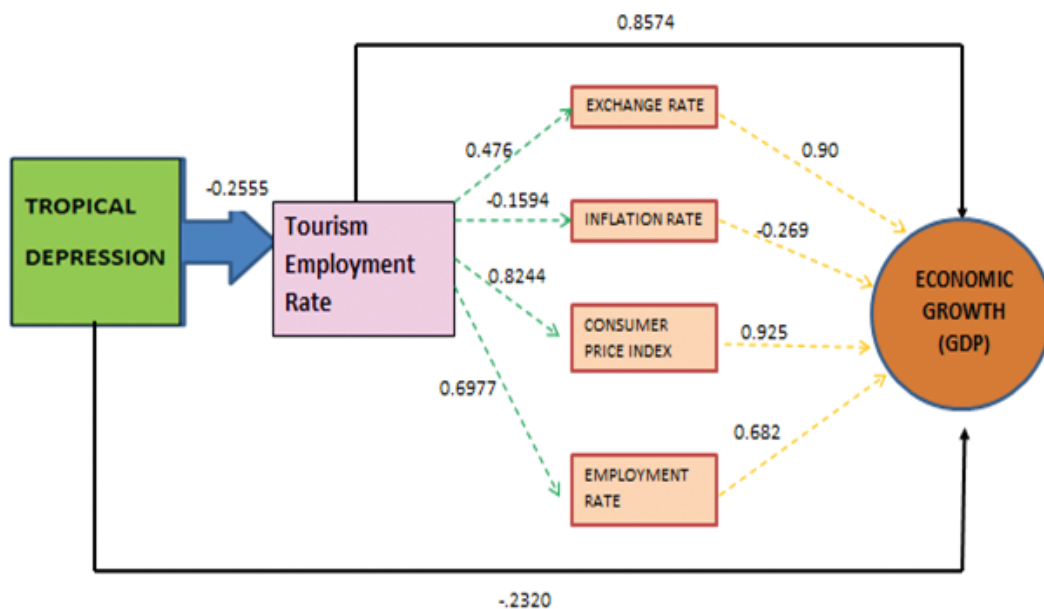 0.8574
EXCHANGE RATE
0.476
0.90
-0.2555
TROPICAL
DEPRESSION
Tourism
Employment
Rate
-0.1594
INFLATION RATE
-0.269
0.8244
ECONOMIC
GROWTH
(GDP)
CONSUMER
PRICE INDEX
0.925
0.6977
0.682
EMPLOYMENT
RATE
-.2320